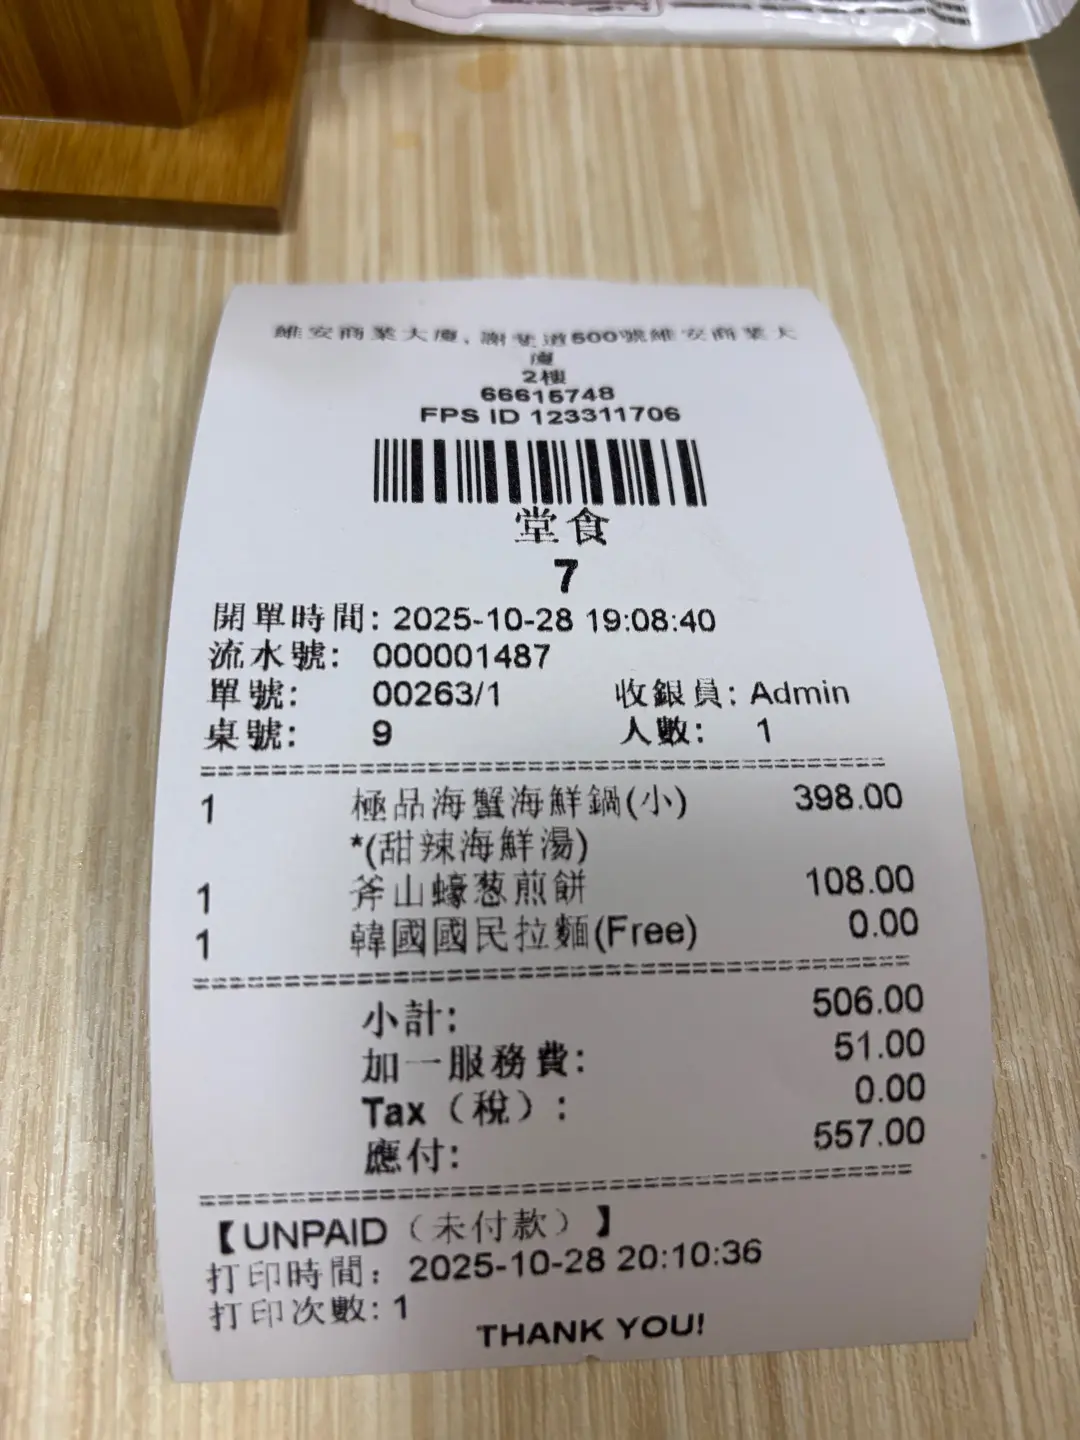 維安商業大廈, 謝斐道500號維安商業大
廈
2樓
66615748
FPS ID 123311706
堂食
7
開單時間: 2025-10-28 19:08:40
流水號: 000001487
單號: 00263/1 收銀員: Admin
桌號: 9 人數: 1
1 極品海蟹海鮮鍋(小) 398.00
*(甜辣海鮮湯)
1 斧山蠔葱煎餅 108.00
1 韓國國民拉麵(Free) 0.00
小計: 506.00
加一服務費: 51.00
Tax（稅）: 0.00
應付: 557.00
【UNPAID（未付款）】
打印時間: 2025-10-28 20:10:36
打印次數: 1
THANK YOU!